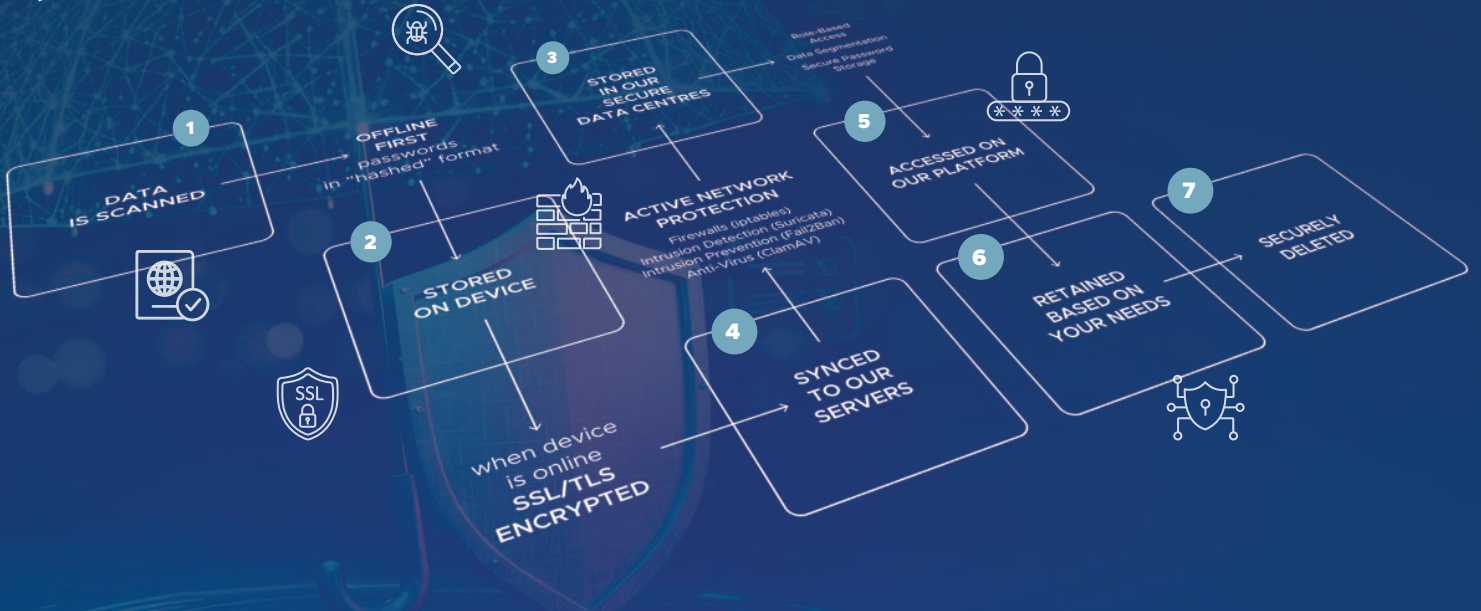 1
DATA
IS SCANNED
OFFLINE
FIRST
passwords
in "hashed" format
2
STORED
ON DEVICE
SSL
when device
is online
SSL/TLS
ENCRYPTED
3
STORED
IN OUR
SECURE
DATA CENTRES
ACTIVE NETWORK
PROTECTION
Firewalls (iptables)
Intrusion Detection (Suricata)
Intrusion Prevention (Fail2Ban)
Anti-Virus (ClamAV)
4
SYNCED
TO OUR
SERVERS
Role-Based
Access
Data Segmentation
Secure Password
Storage
****
5
ACCESSED ON
OUR PLATFORM
6
RETAINED
BASED ON
YOUR NEEDS
7
SECURELY
DELETED